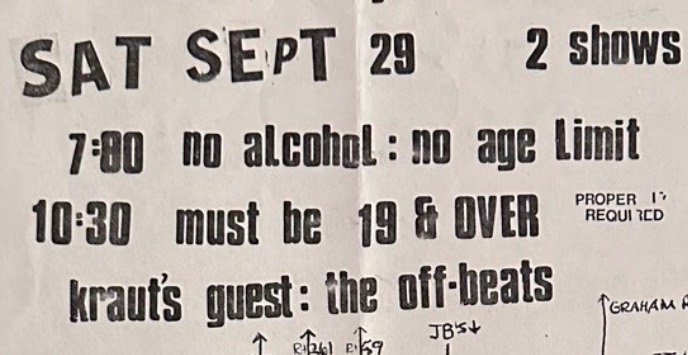 SAT SEPT 29 2 shows
7:80 no alcohol: no age Limit
10:30 must be 19 & OVER
PROPER
REQUIRED
kraut's guest: the off-beats
GRAHAM
JB's↓